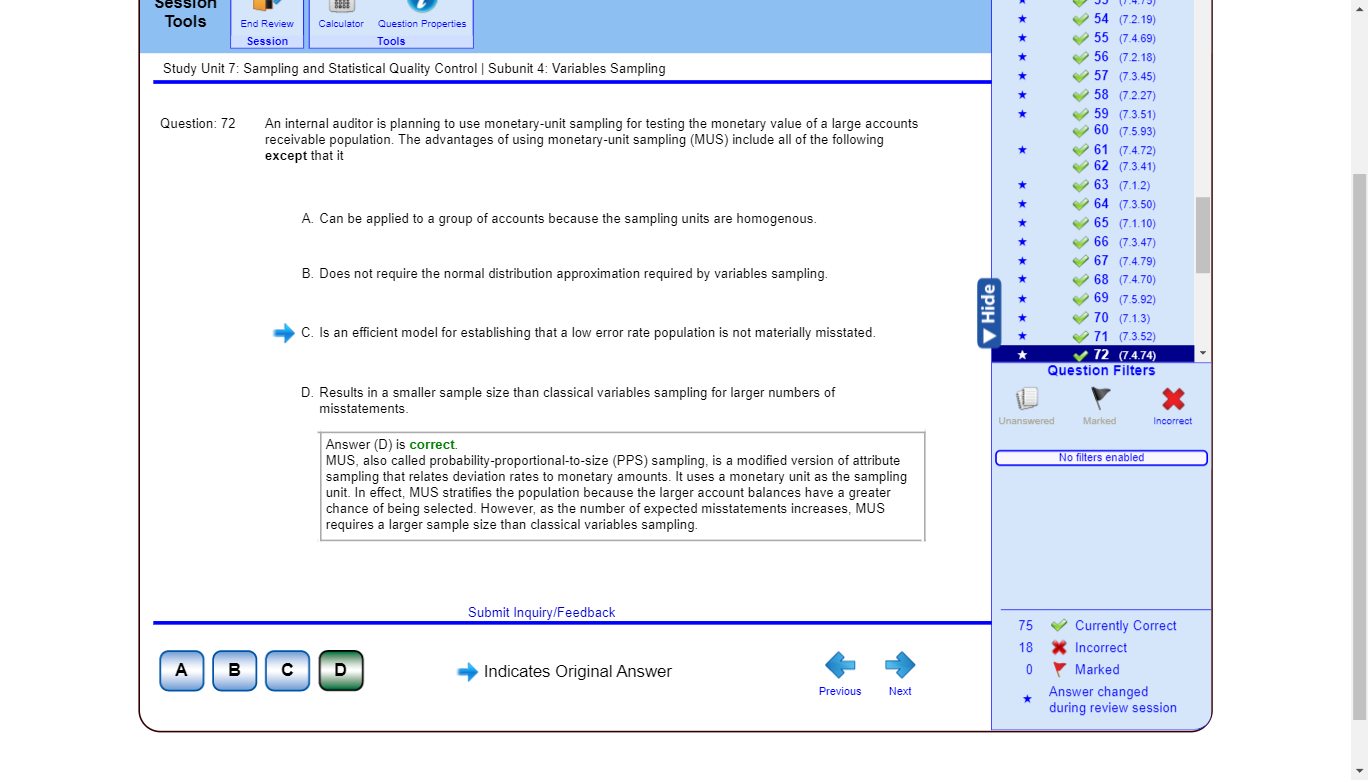 Session
Tools
End Review
Session
Calculator
Question Properties
Tools
Study Unit 7: Sampling and Statistical Quality Control | Subunit 4: Variables Sampling
Question: 72
An internal auditor is planning to use monetary-unit sampling for testing the monetary value of a large accounts
receivable population. The advantages of using monetary-unit sampling (MUS) include all of the following
except that it
A. Can be applied to a group of accounts because the sampling units are homogenous.
B. Does not require the normal distribution approximation required by variables sampling.
C. Is an efficient model for establishing that a low error rate population is not materially misstated.
D. Results in a smaller sample size than classical variables sampling for larger numbers of
misstatements.
Answer (D) is correct.
MUS, also called probability-proportional-to-size (PPS) sampling, is a modified version of attribute
sampling that relates deviation rates to monetary amounts. It uses a monetary unit as the sampling
unit. In effect, MUS stratifies the population because the larger account balances have a greater
chance of being selected. However, as the number of expected misstatements increases, MUS
requires a larger sample size than classical variables sampling.
Submit Inquiry/Feedback
A
B
C
D
Indicates Original Answer
Previous
Next
54 (7.2.19)
55 (7.4.69)
56 (7.2.18)
57 (7.3.45)
58 (7.2.27)
59 (7.3.51)
60 (7.5.93)
61 (7.4.72)
62 (7.3.41)
63 (7.1.2)
64 (7.3.50)
65 (7.1.10)
66 (7.3.47)
67 (7.4.79)
68 (7.4.70)
69 (7.5.92)
70 (7.1.3)
71 (7.3.52)
72 (7.4.74)
Hide
Question Filters
Unanswered
Marked
Incorrect
No filters enabled
75 Currently Correct
18 Incorrect
0 Marked
Answer changed
during review session